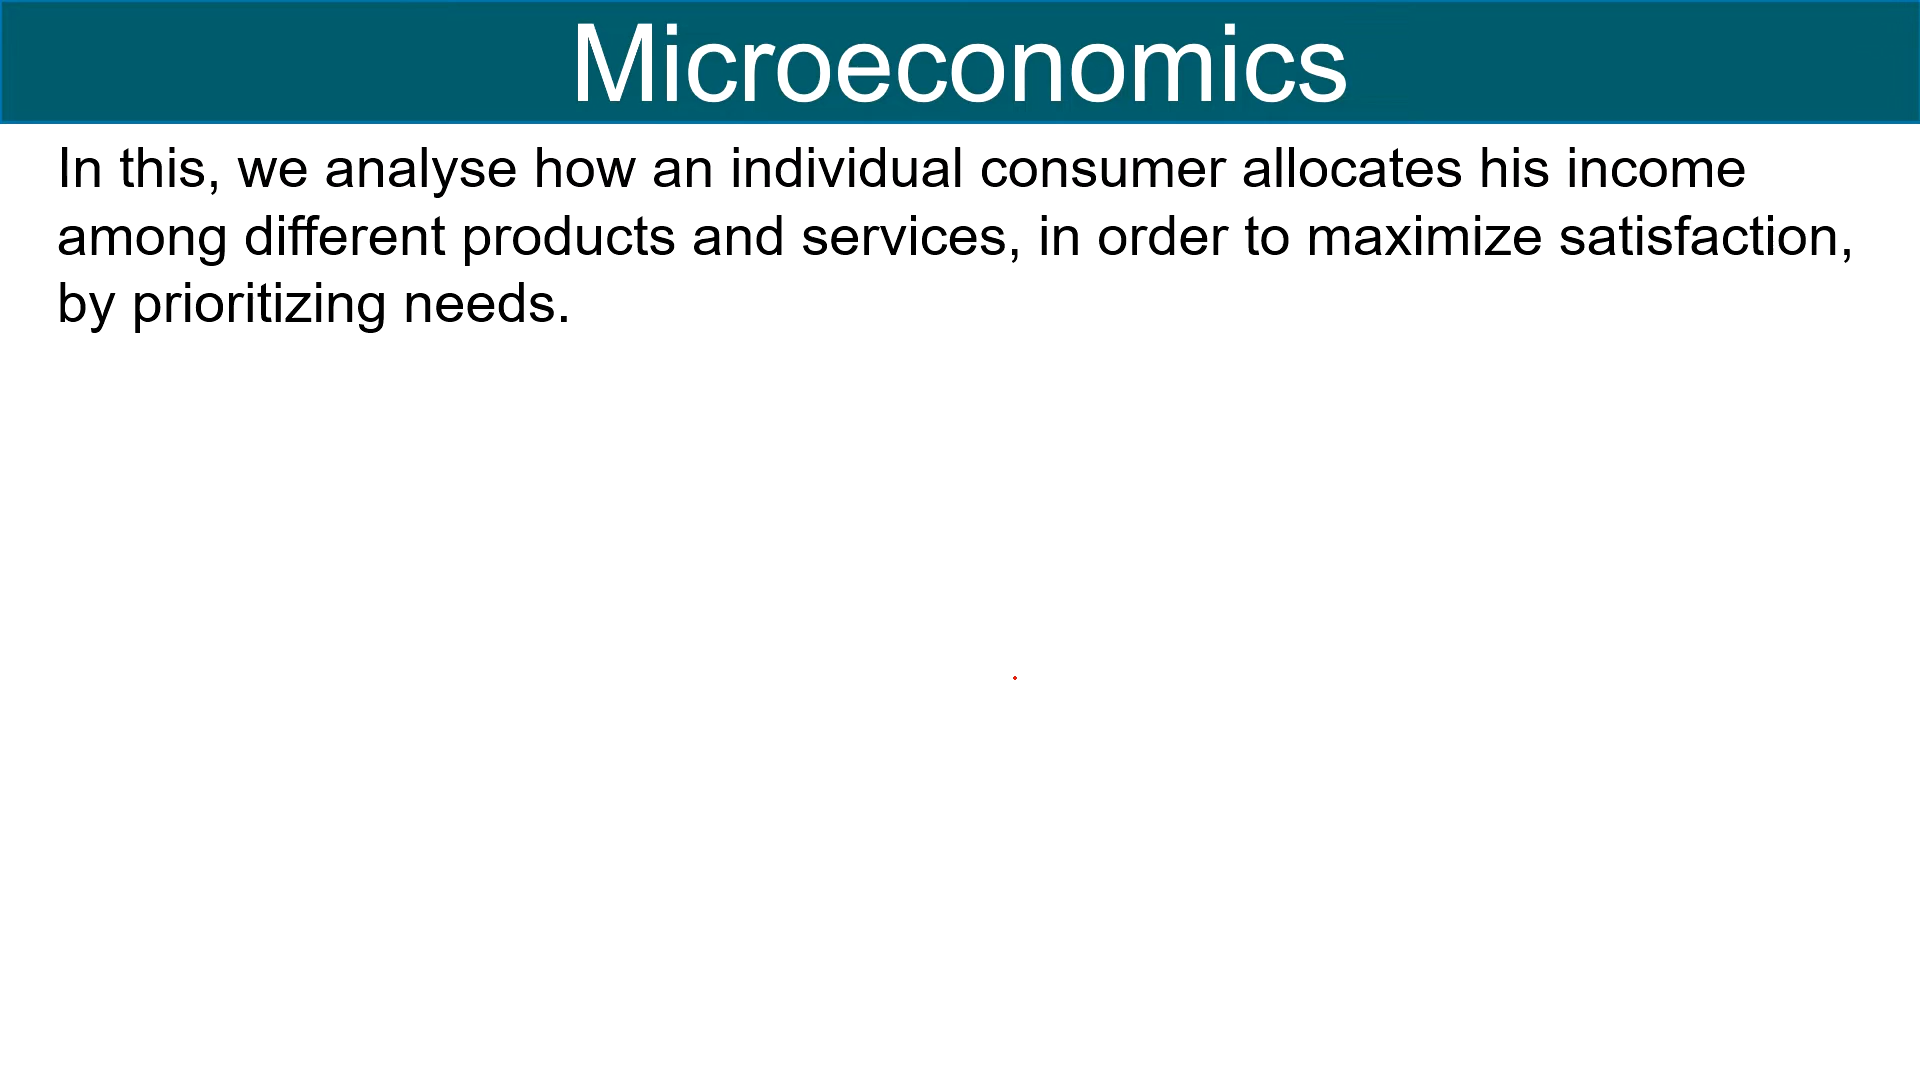 Microeconomics
In this, we analyse how an individual consumer allocates his income
among different products and services, in order to maximize satisfaction,
by prioritizing needs.